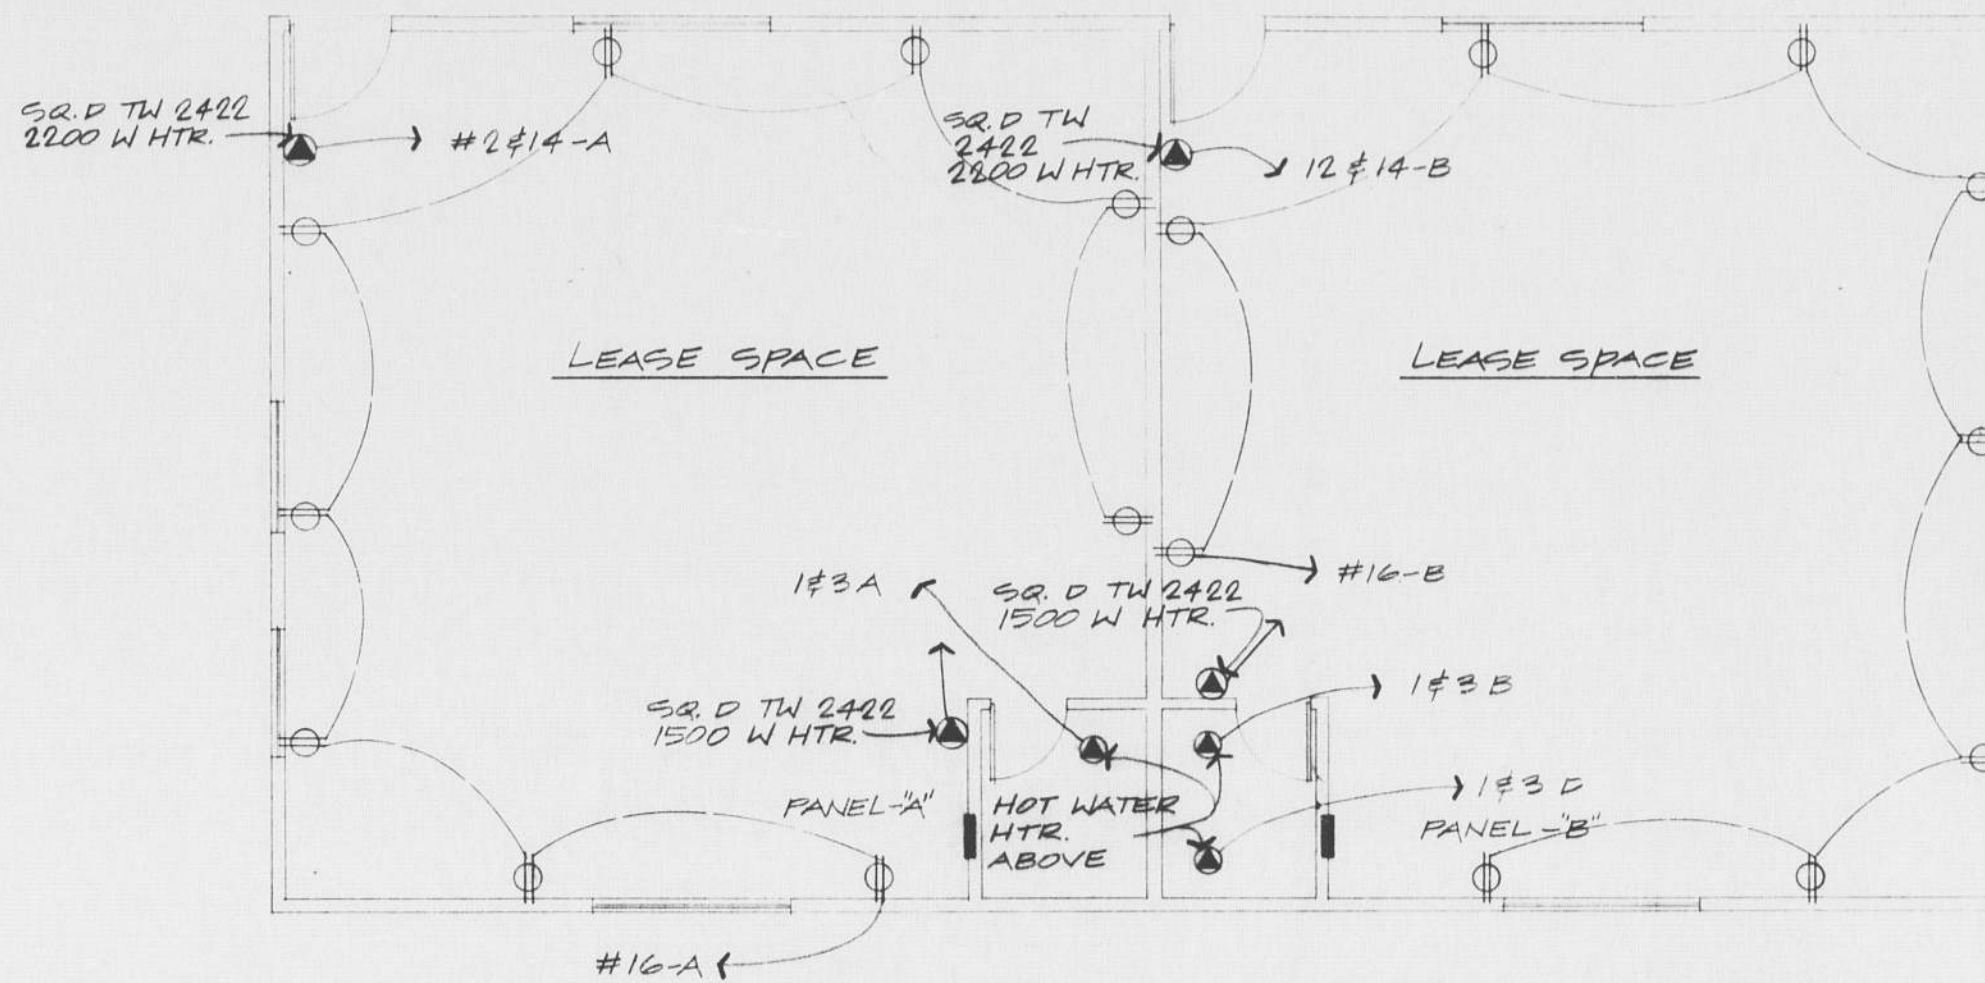 SQ.D TW 2422
2200 W HTR.
#2 & 14-A
SQ.D TW
2422
2200 W HTR.
12 & 14-B
LEASE SPACE
LEASE SPACE
1 & 3 A
SQ. D TW 2422
1500 W HTR.
#16-B
1 & 3 B
SQ. D TW 2422
1500 W HTR.
PANEL-"A"
HOT WATER
HTR.
ABOVE
1 & 3 D
PANEL-"B"
#16-A